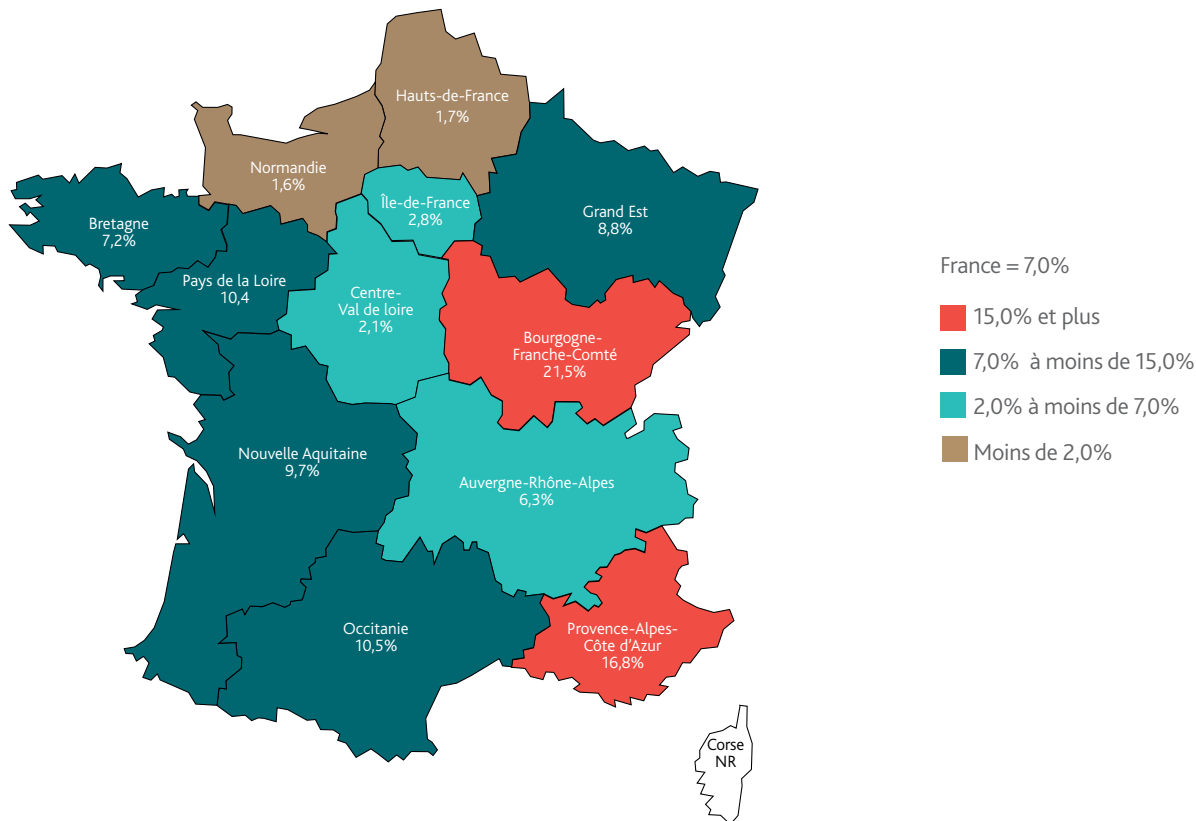 Hauts-de-France
1,7%
Normandie
1,6%
Île-de-France
2,8%
Grand Est
8,8%
Bretagne
7,2%
Pays de la Loire
10,4
Centre-
Val de loire
2,1%
Bourgogne-
Franche-Comté
21,5%
Nouvelle Aquitaine
9,7%
Auvergne-Rhône-Alpes
6,3%
Occitanie
10,5%
Provence-Alpes-
Côte d'Azur
16,8%
Corse
NR
France = 7,0%
15,0% et plus
7,0% à moins de 15,0%
2,0% à moins de 7,0%
Moins de 2,0%